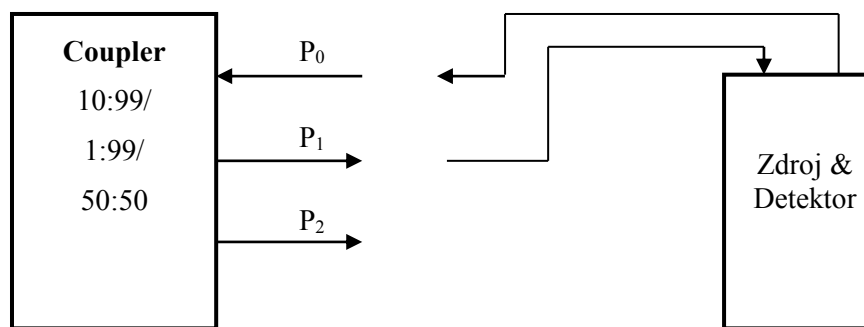 Coupler
10:99/
1:99/
50:50
P0
P1
P2
Zdroj &
Detektor